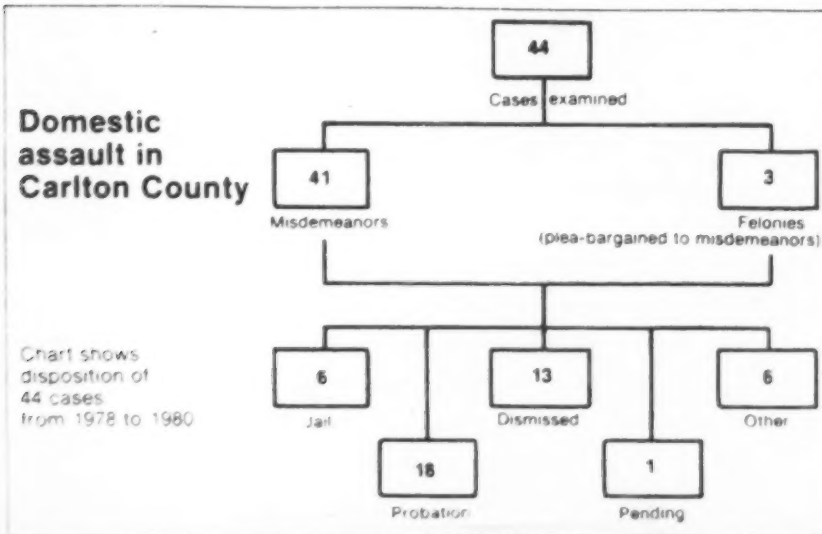 44
Cases examined
Domestic
assault in
Carlton County
41
Misdemeanors
3
Felonies
(plea-bargained to misdemeanors)
Chart shows
disposition of
44 cases
from 1978 to 1980
6
Jail
13
Dismissed
6
Other
18
Probation
1
Pending